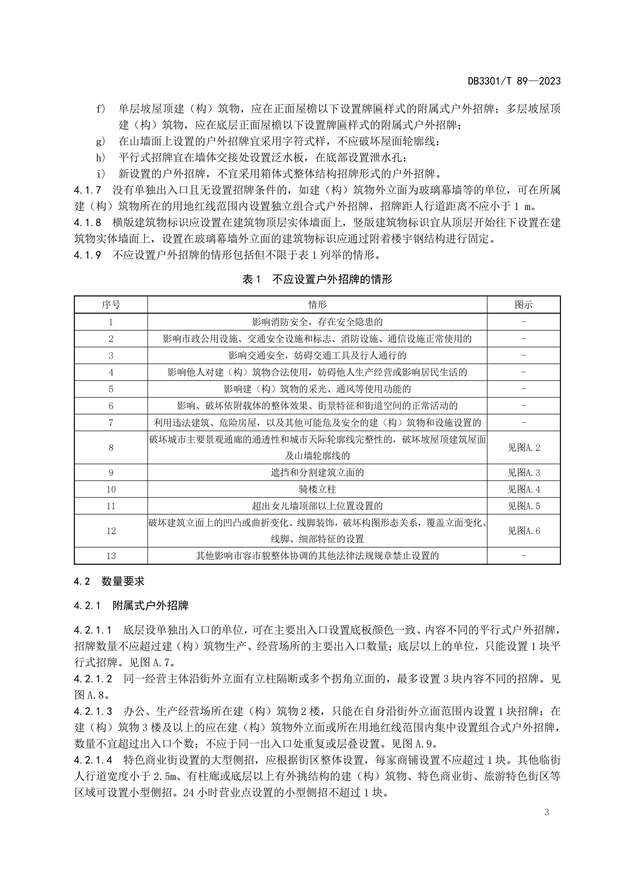 DB3301/T 89—2023
f) 单层坡屋顶建（构）筑物，应在正面屋檐以下设置牌匾样式的附属式户外招牌；多层坡屋顶
建（构）筑物，应在底层正面屋檐以下设置牌匾样式的附属式户外招牌；
g) 在山墙面上设置的户外招牌宜采用字符式样，不应破坏屋面轮廓线；
h) 平行式招牌宜在墙体交接处设置泛水板，在底部设置泄水孔；
i) 新设置的户外招牌，不宜采用箱体式整体结构招牌形式的户外招牌。
4.1.7 没有单独出入口且无设置招牌条件的，如建（构）筑物外立面为玻璃幕墙等的单位，可在所属
建（构）筑物所在的用地红线范围内设置独立组合式户外招牌，招牌距人行道距离不应小于 1 m。
4.1.8 横版建筑物标识应设置在建筑物顶层实体墙面上，竖版建筑物标识宜从顶层开始往下设置在建
筑物实体墙面上，设置在玻璃幕墙外立面的建筑物标识应通过附着楼宇钢结构进行固定。
4.1.9 不应设置户外招牌的情形包括但不限于表 1 列举的情形。
表 1 不应设置户外招牌的情形
序号 情形 图示
1 影响消防安全，存在安全隐患的 -
2 影响市政公用设施、交通安全设施和标志、消防设施、通信设施正常使用的 -
3 影响交通安全，妨碍交通工具及行人通行的 -
4 影响他人对建（构）筑物合法使用，妨碍他人生产经营或影响居民生活的 -
5 影响建（构）筑物的采光、通风等使用功能的 -
6 影响、破坏依附载体的整体效果、街景特征和街道空间的正常活动的 -
7 利用违法建筑、危险房屋，以及其他可能危及安全的建（构）筑物和设施设置的 -
8 破坏城市主要景观通廊的通透性和城市天际轮廓线完整性的，破坏坡屋顶建筑屋面
及山墙轮廓线的 见图A.2
9 遮挡和分割建筑立面的 见图A.3
10 骑楼立柱 见图A.4
11 超出女儿墙顶部以上位置设置的 见图A.5
12 破坏建筑立面上的凹凸或曲折变化、线脚装饰，破坏构图形态关系，覆盖立面变化、
线脚、细部特征的设置 见图A.6
13 其他影响市容市貌整体协调的其他法律法规规章禁止设置的 -
4.2 数量要求
4.2.1 附属式户外招牌
4.2.1.1 底层设单独出入口的单位，可在主要出入口设置底板颜色一致、内容不同的平行式户外招牌，
招牌数量不应超过建（构）筑物生产、经营场所的主要出入口数量；底层以上的单位，只能设置 1 块平
行式招牌。见图 A.7。
4.2.1.2 同一经营主体沿街外立面有立柱隔断或多个拐角立面的，最多设置 3 块内容不同的招牌。见
图 A.8。
4.2.1.3 办公、生产经营场所在建（构）筑物 2 楼，只能在自身沿街外立面范围内设置 1 块招牌；在
建（构）筑物 3 楼及以上的应在建（构）筑物外立面或所在用地红线范围内集中设置组合式户外招牌，
数量不宜超过出入口个数；不应于同一出入口处重复或层叠设置。见图 A.9。
4.2.1.4 特色商业街设置的大型侧招，应根据街区整体设置，每家商铺设置不应超过 1 块。其他临街
人行道宽度小于 2.5m、有柱廊或底层以上有外挑结构的建（构）筑物、特色商业街、旅游特色街区等
区域可设置小型侧招。24 小时营业点设置的小型侧招不超过 1 块。
3